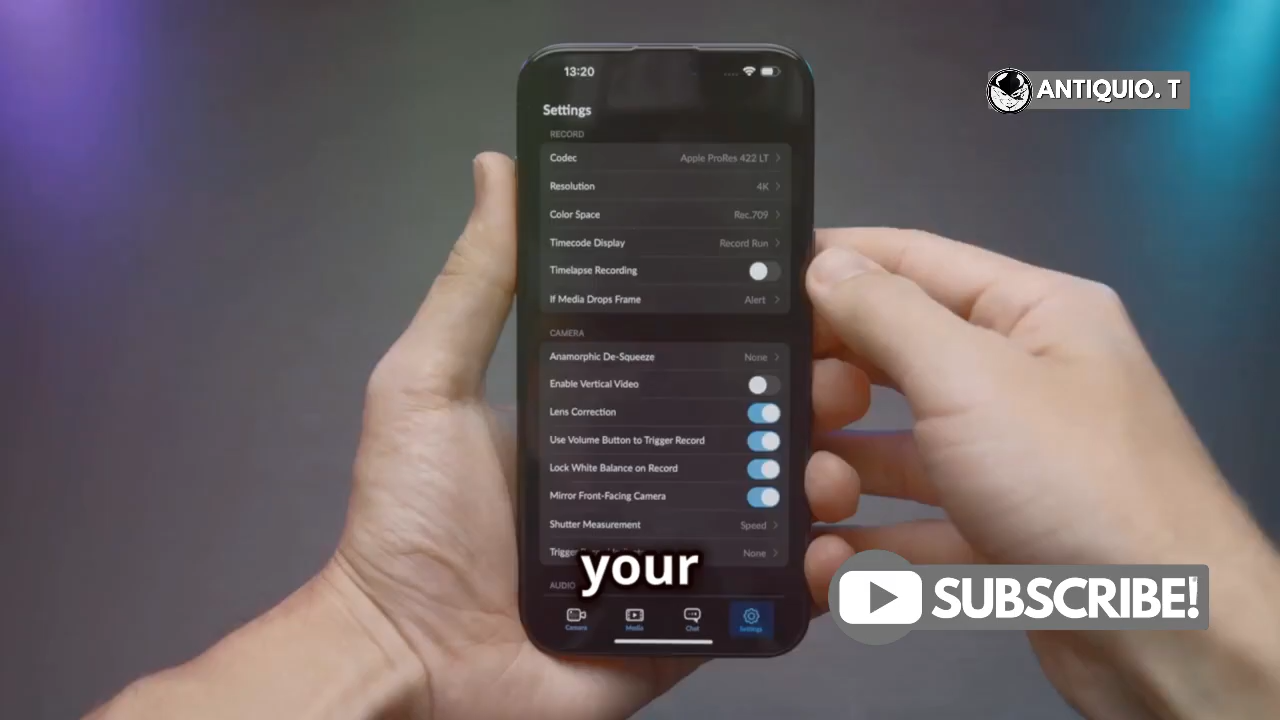 13:20
ANTIQUIO. T
Settings
RECORD
Codec Apple ProRes 422 LT
Resolution 4K
Color Space Rec.709
Timecode Display Record Run
Timelapse Recording
If Media Drops Frame Alert
CAMERA
Anamorphic De-Squeeze None
Enable Vertical Video
Lens Correction
Use Volume Button to Trigger Record
Lock White Balance on Record
Mirror Front-Facing Camera
Shutter Measurement Speed
None
your
AUDIO
SUBSCRIBE!
Camera Media Chat Settings